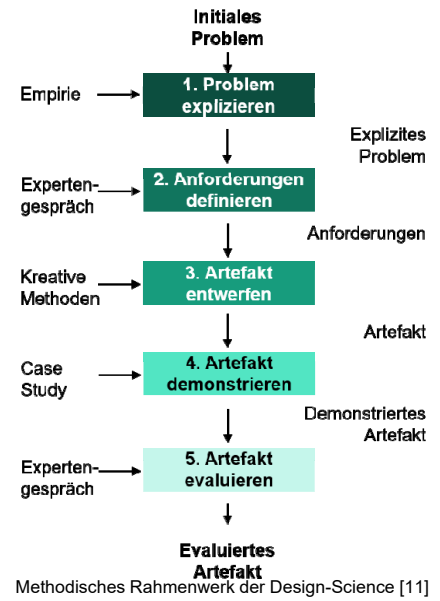 Initiales
Problem
Empirie
1. Problem
explizieren
Explizites
Problem
Experten-
gespräch
2. Anforderungen
definieren
Anforderungen
Kreative
Methoden
3. Artefakt
entwerfen
Artefakt
Case
Study
4. Artefakt
demonstrieren
Demonstriertes
Artefakt
Experten-
gespräch
5. Artefakt
evaluieren
Evaluiertes
Artefakt
Methodisches Rahmenwerk der Design-Science [11]